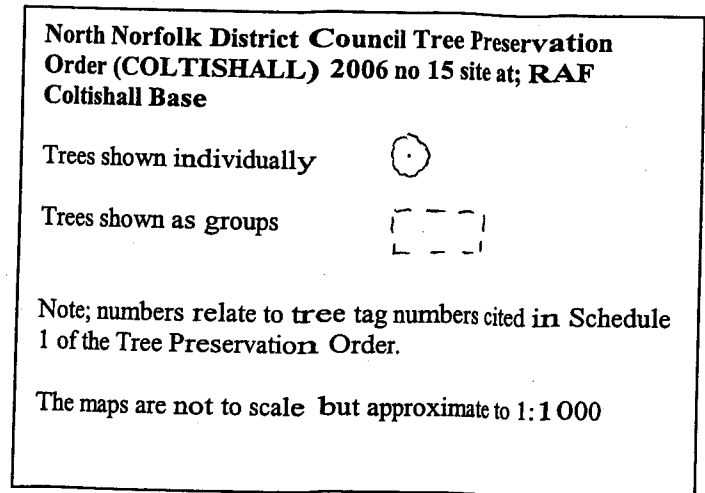 North Norfolk District Council Tree Preservation
Order (COLTISHALL) 2006 no 15 site at; RAF
Coltishall Base
Trees shown individually
Trees shown as groups
Note; numbers relate to tree tag numbers cited in Schedule
1 of the Tree Preservation Order.
The maps are not to scale but approximate to 1:1000